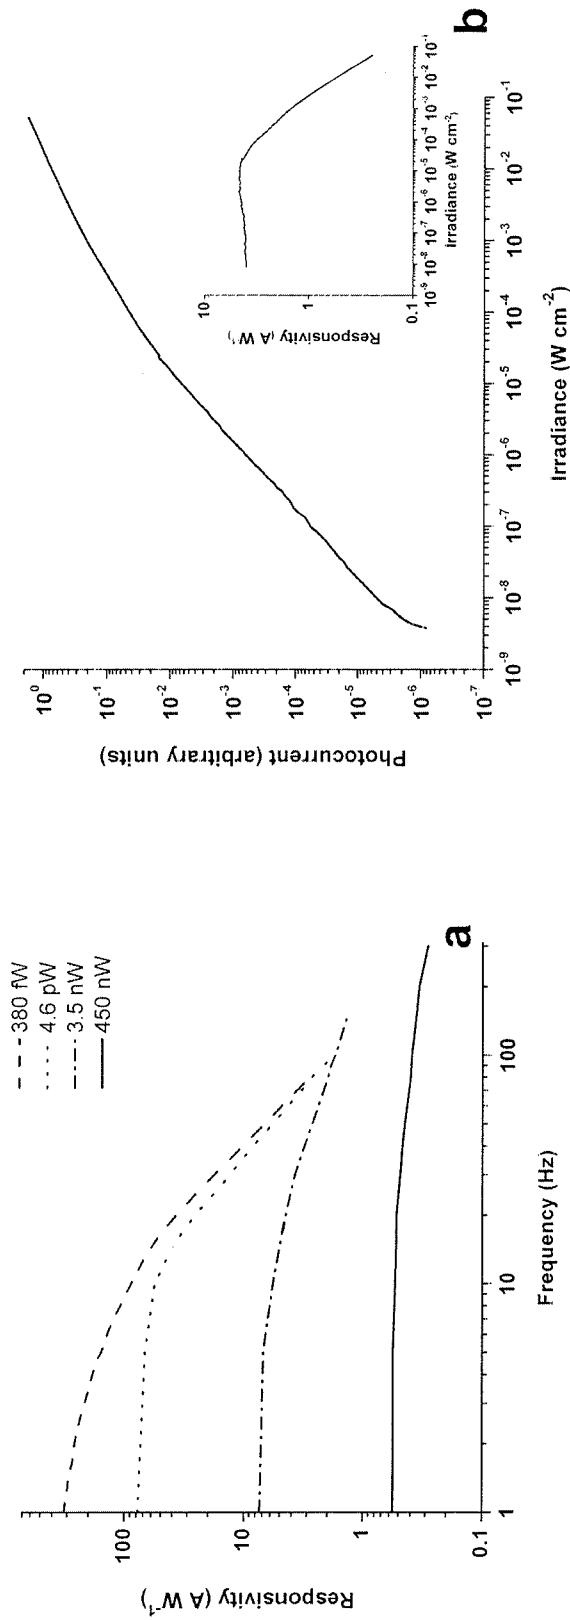 380 fW
4.6 pW
3.5 nW
450 nW
Responsivity (A W⁻¹)
100
10
1
0.1
1
10
100
Frequency (Hz)
a
Photocurrent (arbitrary units)
10⁰
10⁻¹
10⁻²
10⁻³
10⁻⁴
10⁻⁵
10⁻⁶
10⁻⁷
10⁻⁹
10⁻⁸
10⁻⁷
10⁻⁶
10⁻⁵
10⁻⁴
10⁻³
10⁻²
10⁻¹
Irradiance (W cm⁻²)
Responsivity (A W⁻¹)
10
1
0.1
10⁻⁹ 10⁻⁸ 10⁻⁷ 10⁻⁶ 10⁻⁵ 10⁻⁴ 10⁻³ 10⁻² 10⁻¹
Irradiance (W cm⁻²)
b